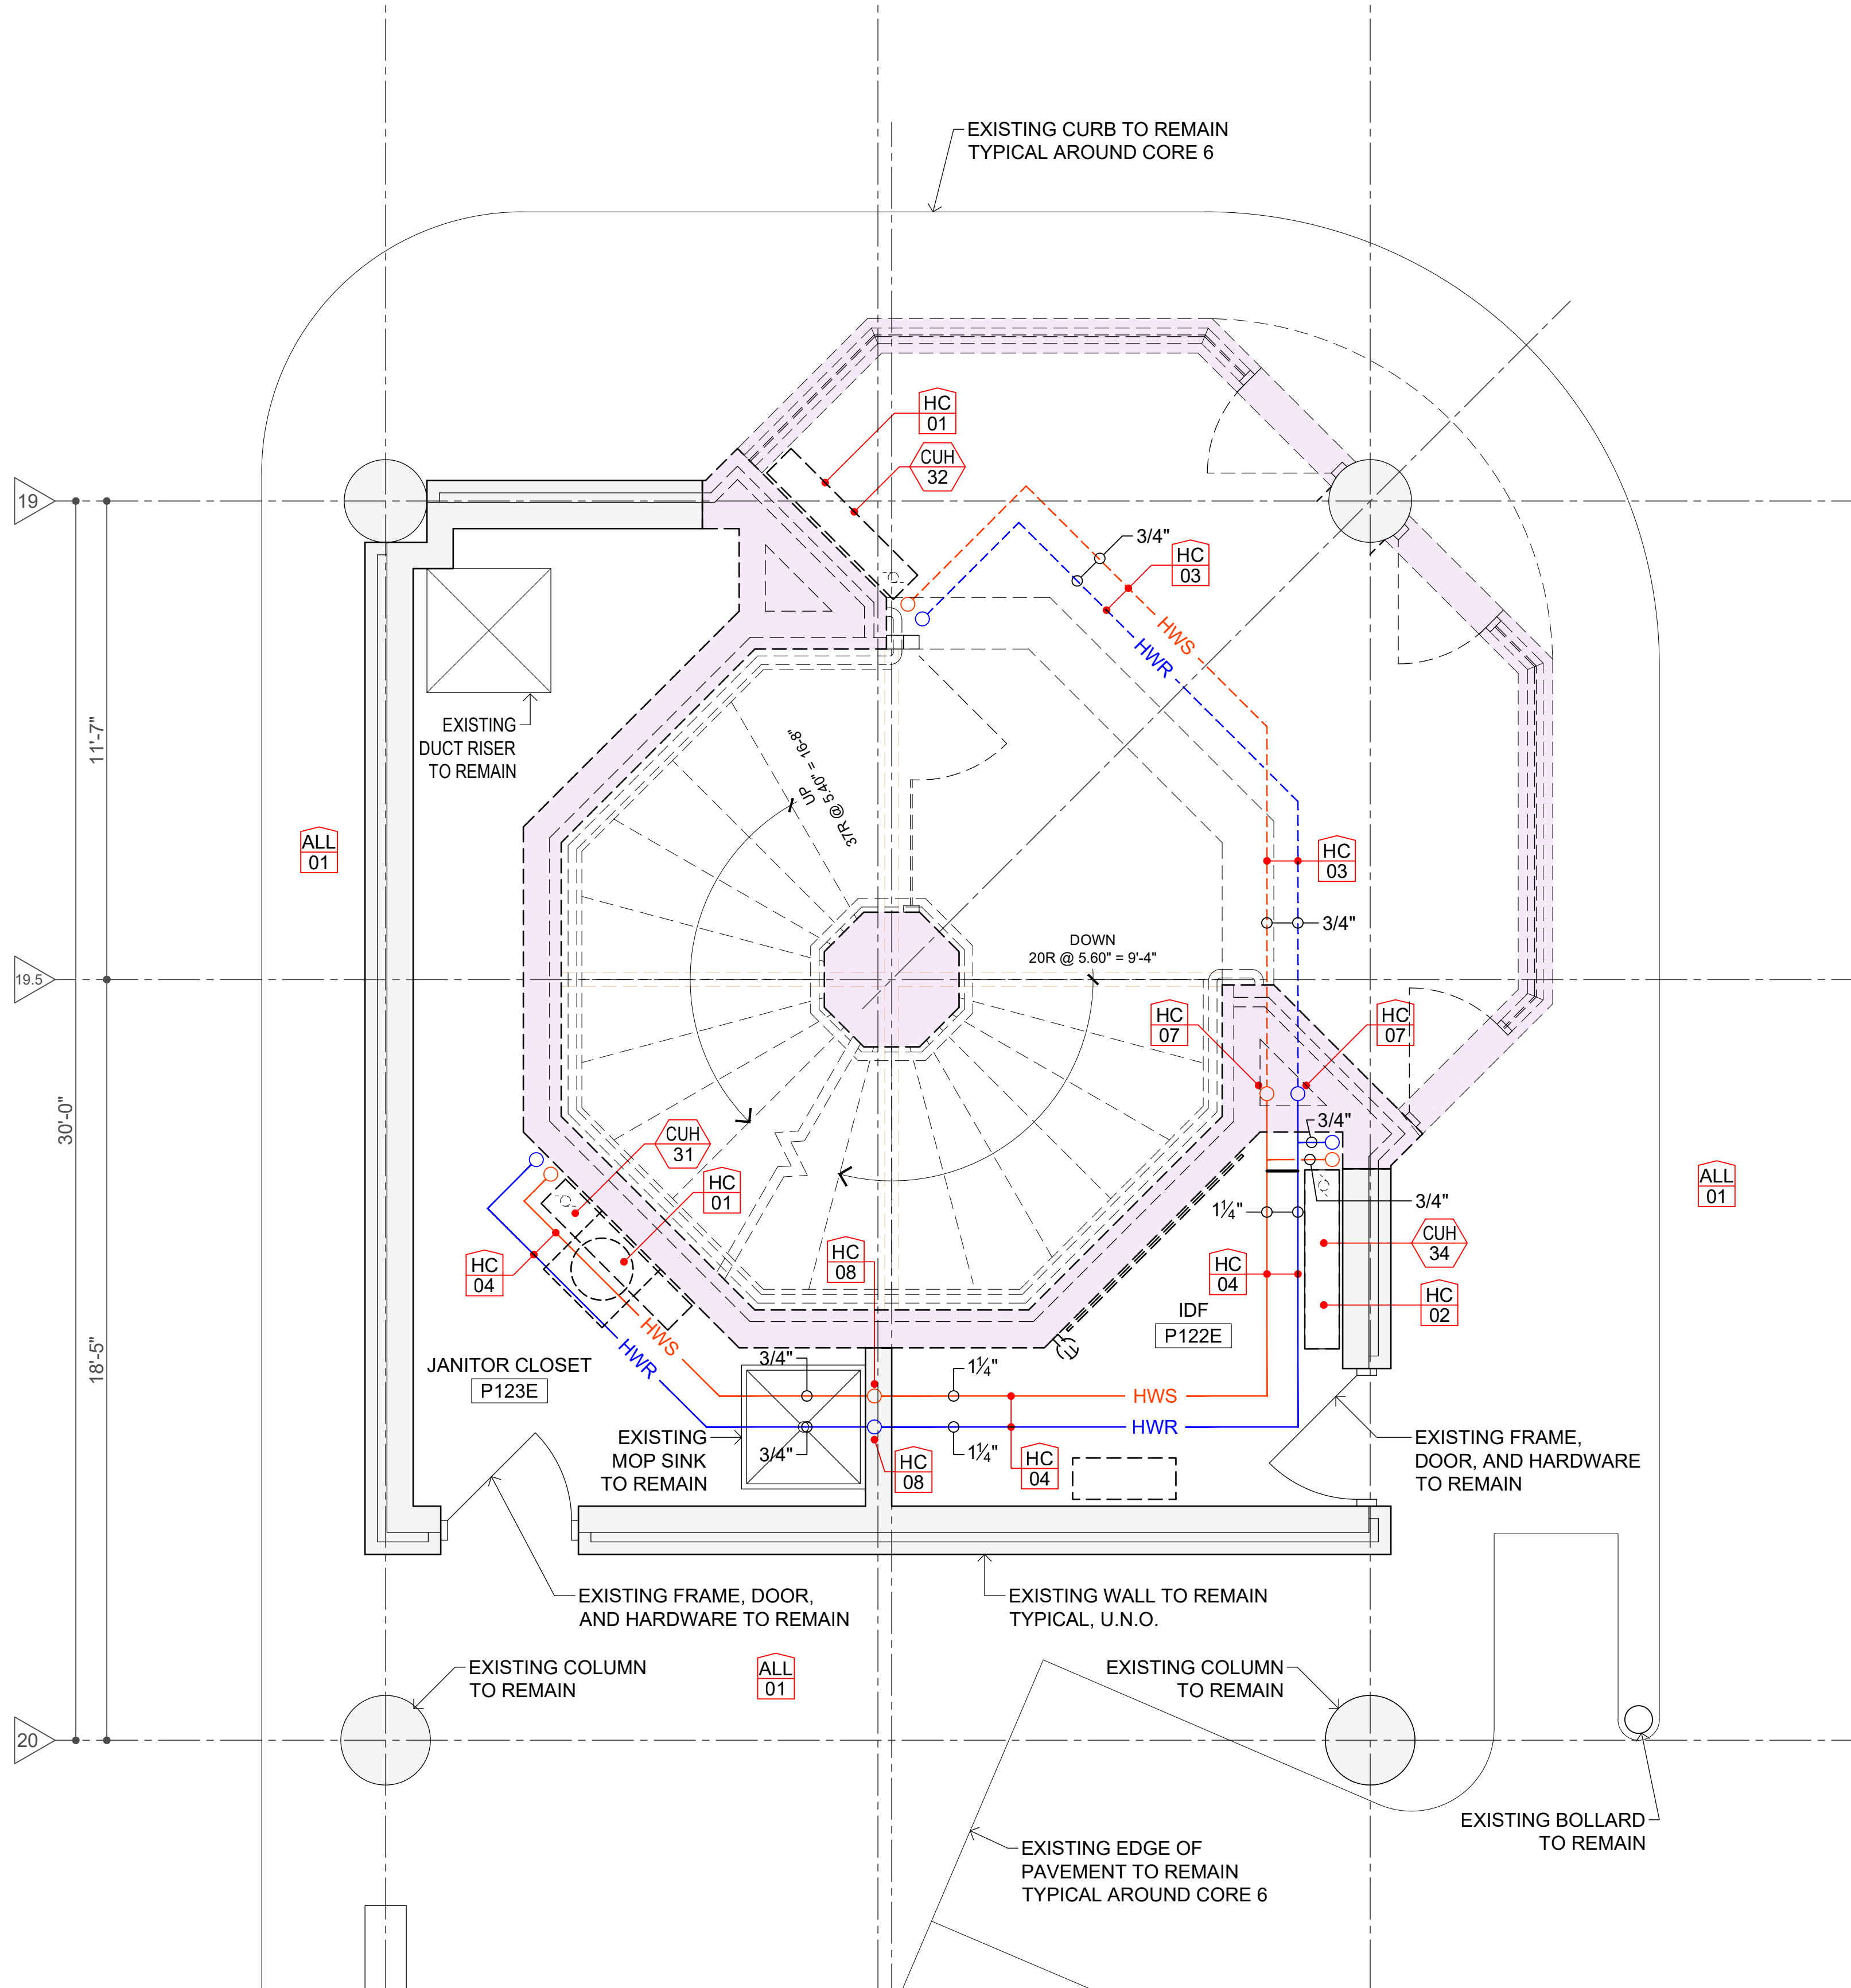 EXISTING CURB TO REMAIN
TYPICAL AROUND CORE 6
HC
01
CUH
32
19
3/4"
HC
03
HWS
HWR
EXISTING
DUCT RISER
TO REMAIN
11'-7"
UP
37R @ 5.40" = 16-8"
ALL
01
HC
03
3/4"
DOWN
20R @ 5.60" = 9'-4"
19.5
HC
07
HC
07
30'-0"
3/4"
CUH
31
HC
01
ALL
01
3/4"
1¼"
CUH
34
HC
04
HC
08
HC
04
HC
02
IDF
P122E
18'-5"
HWS
HWR
JANITOR CLOSET
P123E
3/4"
1¼"
HWS
HWR
EXISTING
MOP SINK
TO REMAIN
3/4"
HC
08
1¼"
HC
04
EXISTING FRAME,
DOOR, AND HARDWARE
TO REMAIN
EXISTING FRAME, DOOR,
AND HARDWARE TO REMAIN
EXISTING WALL TO REMAIN
TYPICAL, U.N.O.
EXISTING COLUMN
TO REMAIN
ALL
01
EXISTING COLUMN
TO REMAIN
20
EXISTING BOLLARD
TO REMAIN
EXISTING EDGE OF
PAVEMENT TO REMAIN
TYPICAL AROUND CORE 6